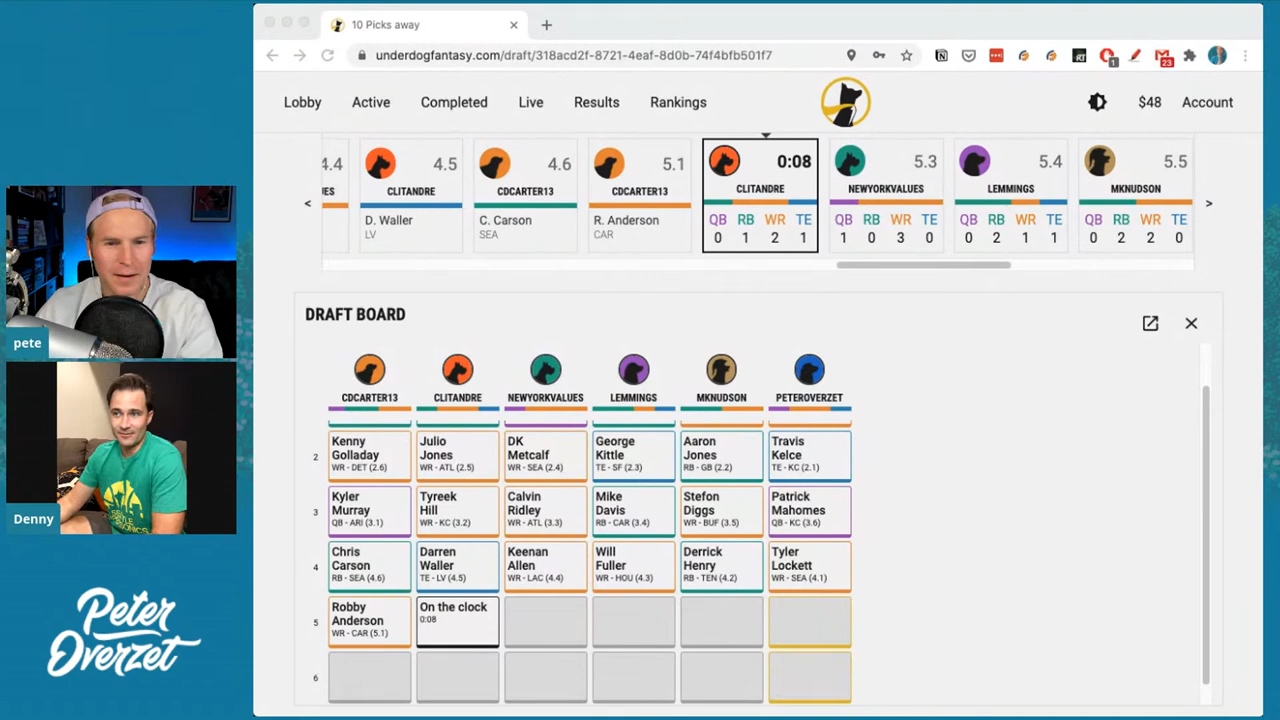 10 Picks away
underdogfantasy.com/draft/318acd2f-8721-4eaf-8d0b-74f4bfb501f7
1
23
Lobby Active Completed Live Results Rankings $48 Account
4.4 4.5 4.6 5.1 0:08 5.3 5.4 5.5
UES CLITANDRE CDCARTER13 CDCARTER13 CLITANDRE NEWYORKVALUES LEMMINGS MKNUDSON
< D. Waller C. Carson R. Anderson QB RB WR TE QB RB WR TE QB RB WR TE QB RB WR TE >
LV SEA CAR 0 1 2 1 1 0 3 0 0 2 1 1 0 2 2 0
DRAFT BOARD
CDCARTER13 CLITANDRE NEWYORKVALUES LEMMINGS MKNUDSON PETEROVERZET
Kenny Julio DK George Aaron Travis
2 Golladay Jones Metcalf Kittle Jones Kelce
WR - DET (2.6) WR - ATL (2.5) WR - SEA (2.4) TE - SF (2.3) RB - GB (2.2) TE - KC (2.1)
Kyler Tyreek Calvin Mike Stefon Patrick
3 Murray Hill Ridley Davis Diggs Mahomes
QB - ARI (3.1) WR - KC (3.2) WR - ATL (3.3) RB - CAR (3.4) WR - BUF (3.5) QB - KC (3.6)
Chris Darren Keenan Will Derrick Tyler
4 Carson Waller Allen Fuller Henry Lockett
RB - SEA (4.6) TE - LV (4.5) WR - LAC (4.4) WR - HOU (4.3) RB - TEN (4.2) WR - SEA (4.1)
Robby On the clock
5 Anderson 0:08
WR - CAR (5.1)
6
pete
Denny
Peter
Overzet